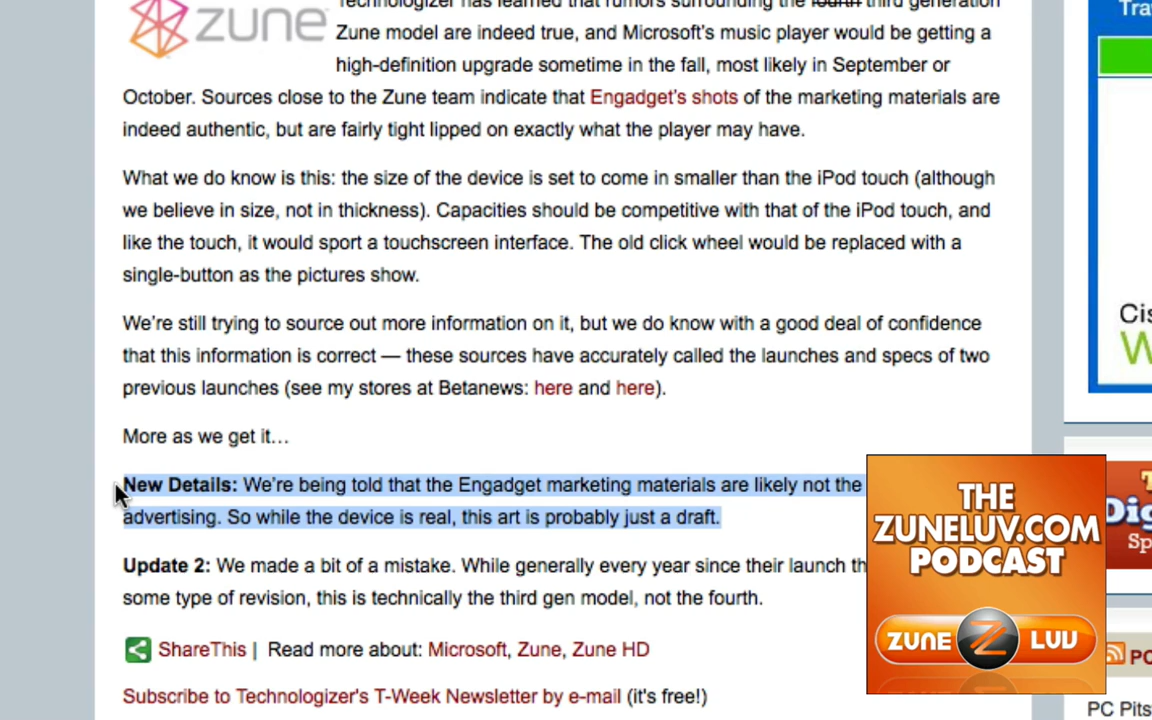 zune
Technologizer has learned that rumors surrounding the fourth third generation
Zune model are indeed true, and Microsoft's music player would be getting a
high-definition upgrade sometime in the fall, most likely in September or
October. Sources close to the Zune team indicate that Engadget's shots of the marketing materials are
indeed authentic, but are fairly tight lipped on exactly what the player may have.
What we do know is this: the size of the device is set to come in smaller than the iPod touch (although
we believe in size, not in thickness). Capacities should be competitive with that of the iPod touch, and
like the touch, it would sport a touchscreen interface. The old click wheel would be replaced with a
single-button as the pictures show.
We're still trying to source out more information on it, but we do know with a good deal of confidence
that this information is correct — these sources have accurately called the launches and specs of two
previous launches (see my stores at Betanews: here and here).
More as we get it…
New Details: We're being told that the Engadget marketing materials are likely not the
advertising. So while the device is real, this art is probably just a draft.
Update 2: We made a bit of a mistake. While generally every year since their launch th
some type of revision, this is technically the third gen model, not the fourth.
ShareThis | Read more about: Microsoft, Zune, Zune HD
Subscribe to Technologizer's T-Week Newsletter by e-mail (it's free!)
THE
ZUNELUV.COM
PODCAST
ZUNE Z LUV
Tra
Cis
W
T
Dig
Sp
PC
PC Pits